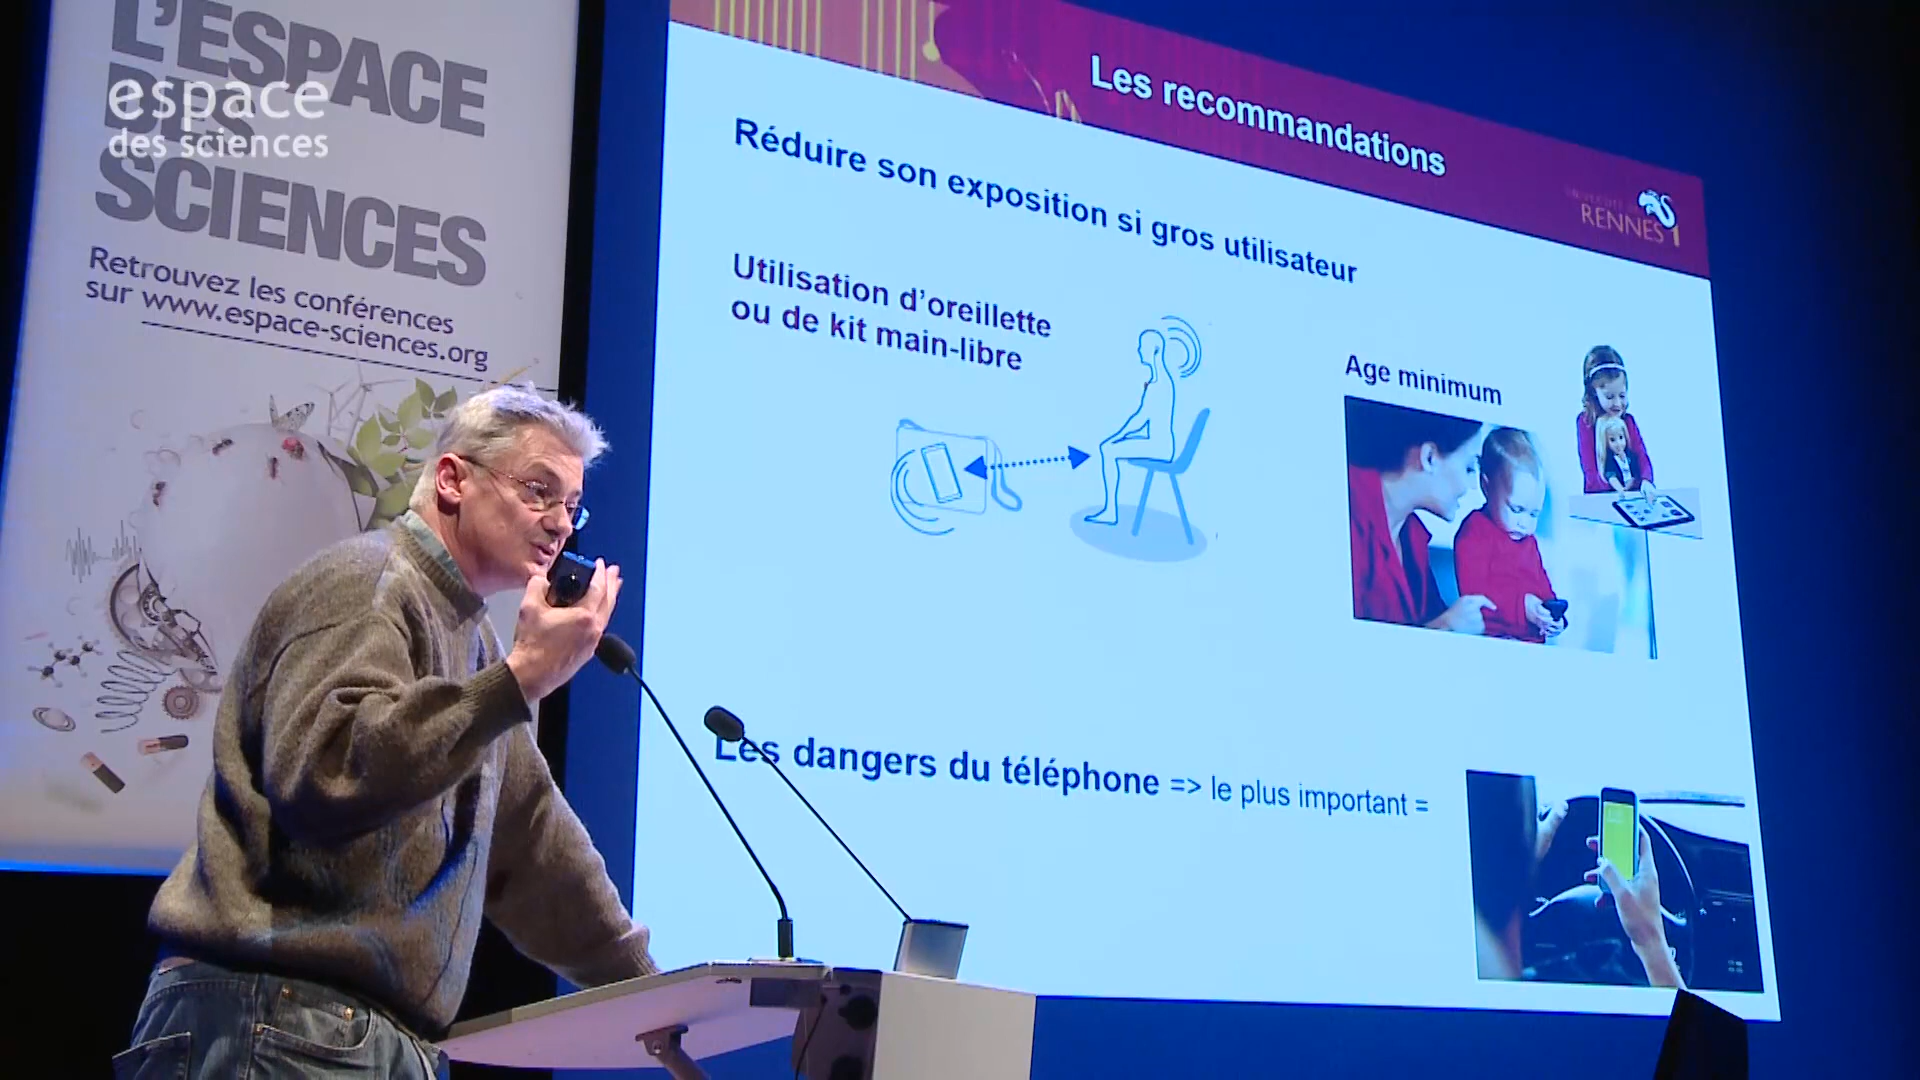 L'ESPACE
DES
SCIENCES
espace
des sciences
Retrouvez les conférences
sur www.espace-sciences.org
Les recommandations
UNIVERSITÉ DE
RENNES 1
Réduire son exposition si gros utilisateur
Utilisation d'oreillette
ou de kit main-libre
Age minimum
Les dangers du téléphone => le plus important =